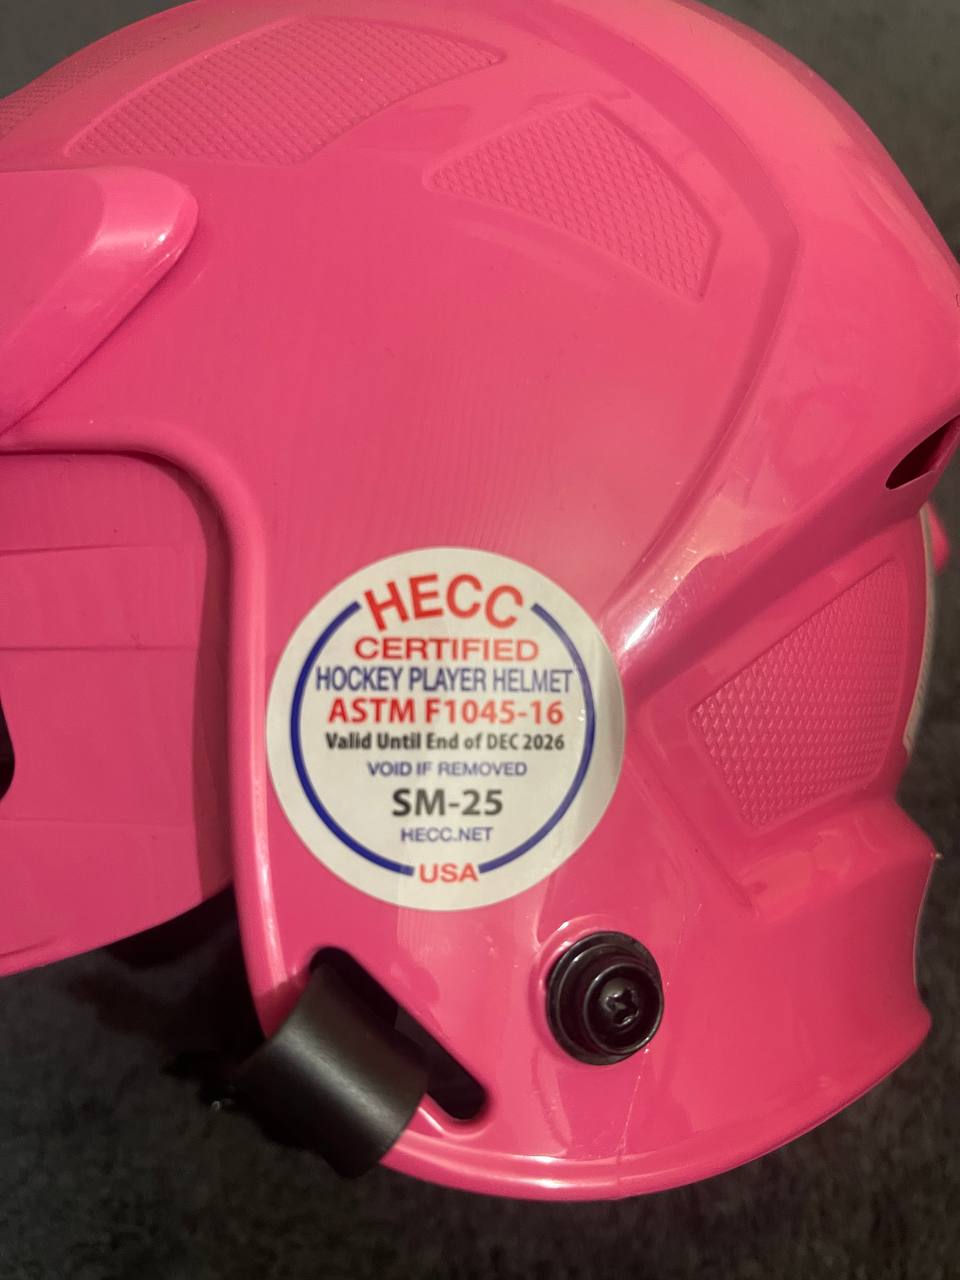 HECC
CERTIFIED
HOCKEY PLAYER HELMET
ASTM F1045-16
Valid Until End of DEC 2026
VOID IF REMOVED
SM-25
HECC.NET
USA